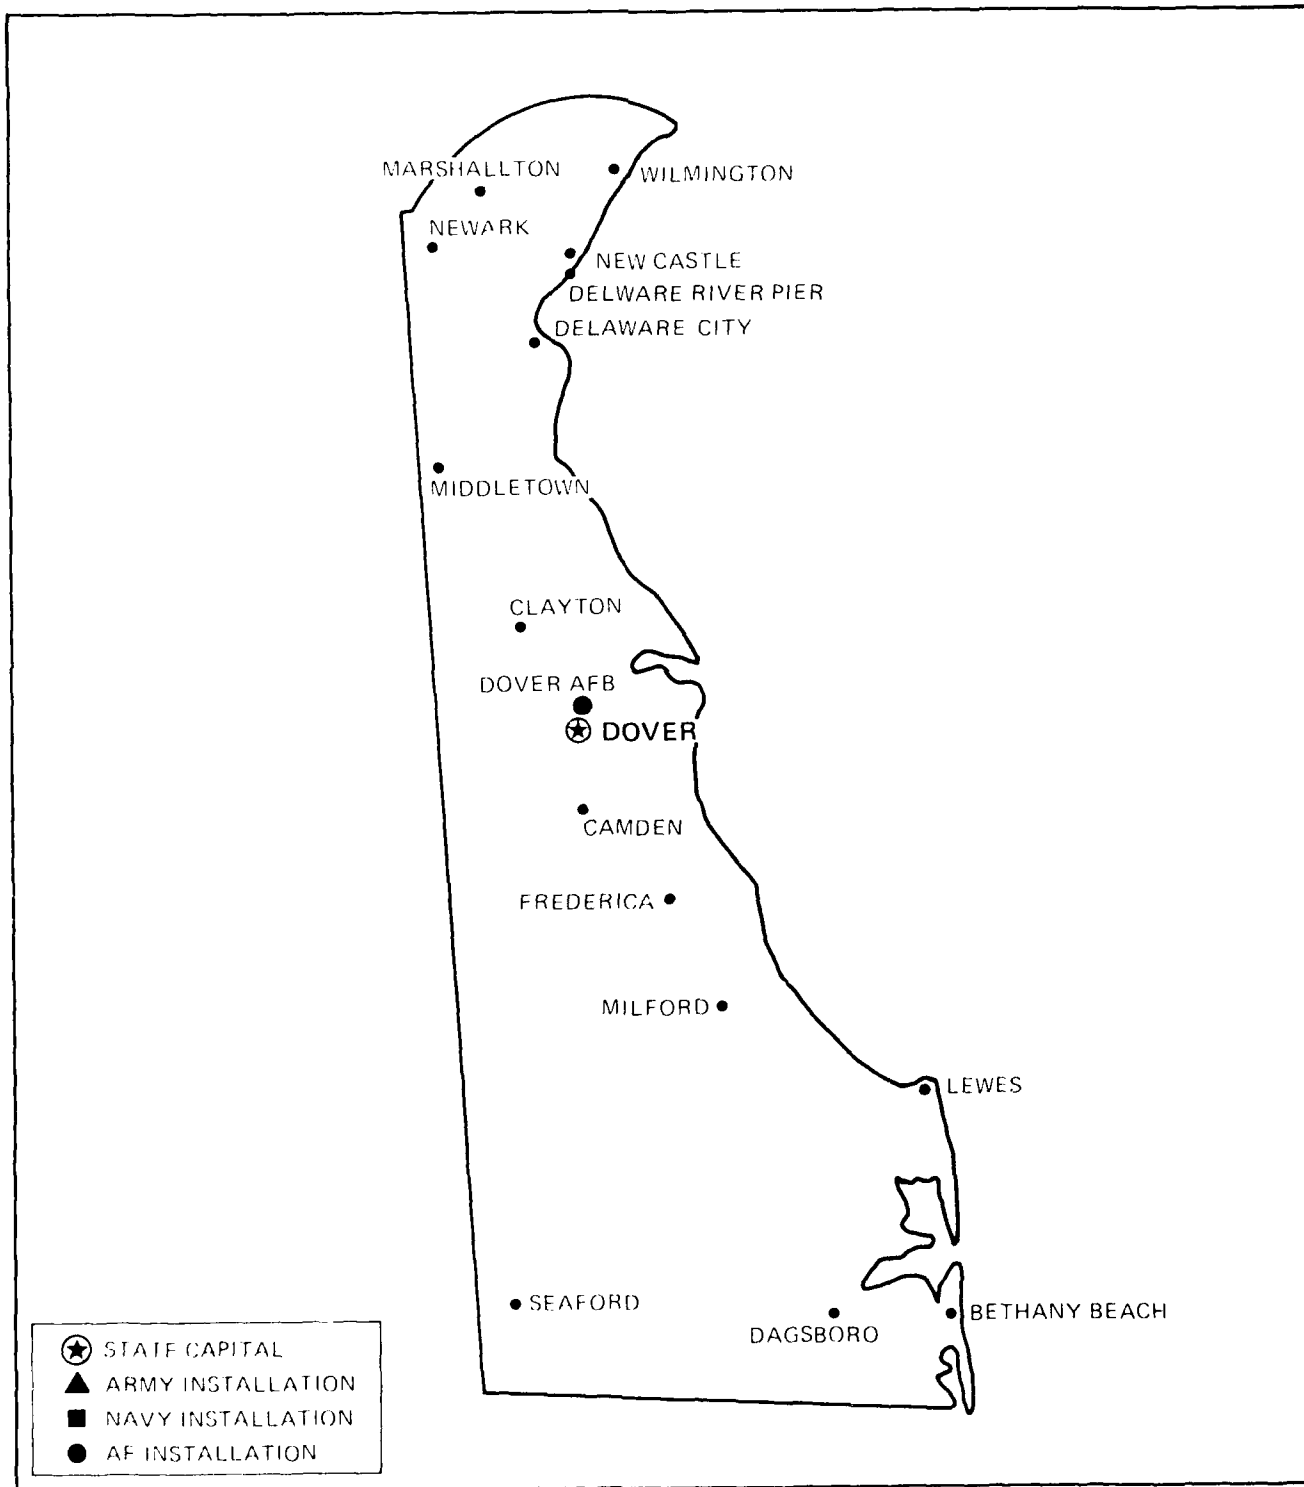 MARSHALLTON
WILMINGTON
NEWARK
NEW CASTLE
DELWARE RIVER PIER
DELAWARE CITY
MIDDLETOWN
CLAYTON
DOVER AFB
DOVER
CAMDEN
FREDERICA
MILFORD
LEWES
SEAFORD
BETHANY BEACH
DAGSBORO
STATE CAPITAL
ARMY INSTALLATION
NAVY INSTALLATION
AF INSTALLATION